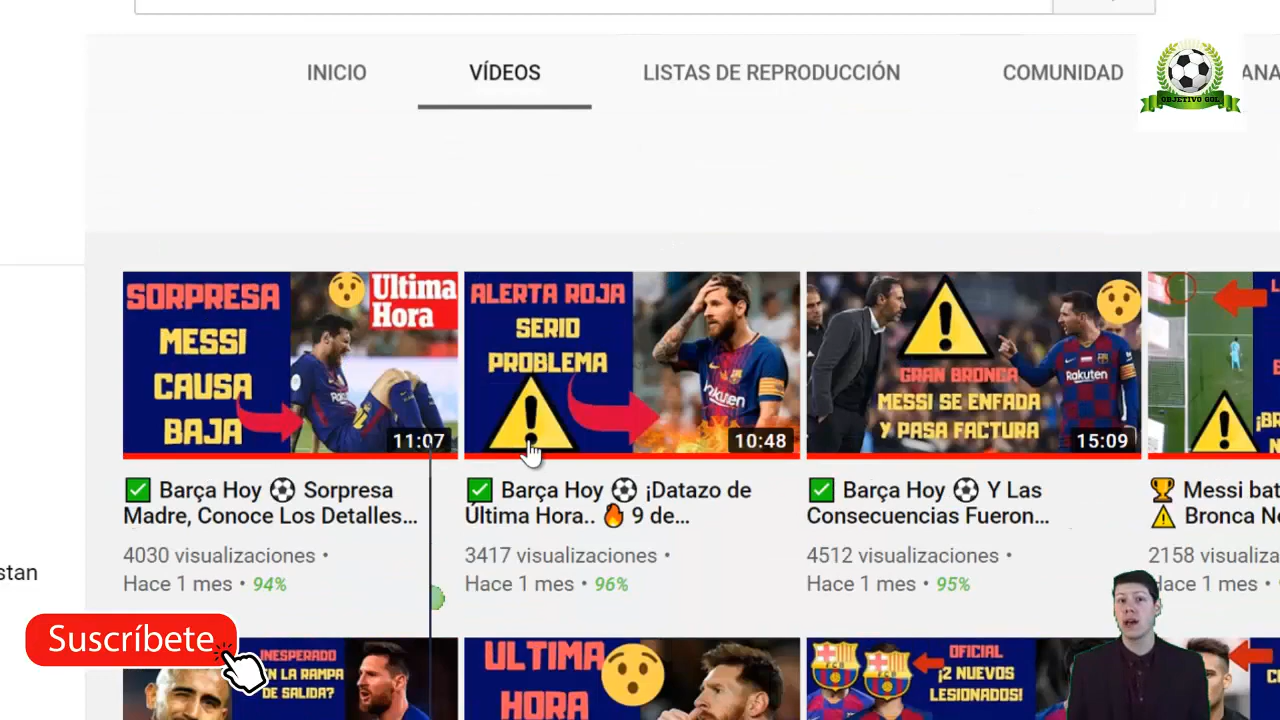 INICIO
VÍDEOS
LISTAS DE REPRODUCCIÓN
COMUNIDAD
OBJETIVO GOL
SORPRESA
MESSI
CAUSA
BAJA
Ultima
Hora
11:07
ALERTA ROJA
SERIO
PROBLEMA
Rakuten
10:48
GRAN BRONCA
MESSI SE ENFADA
Y PASA FACTURA
Rakuten
15:09
✅ Barça Hoy ⚽ Sorpresa
Madre, Conoce Los Detalles...
4030 visualizaciones •
Hace 1 mes • 94%
✅ Barça Hoy ⚽ ¡Datazo de
Última Hora.. 🔥 9 de...
3417 visualizaciones •
Hace 1 mes • 96%
✅ Barça Hoy ⚽ Y Las
Consecuencias Fueron...
4512 visualizaciones •
Hace 1 mes • 95%
🏆 Messi bat
⚠ Bronca
2158 visualiza
Hace 1 mes •
stan
Suscríbete
INESPERADO
EN LA RAMPA
DE SALIDA?
ULTIMA
HORA
OFICIAL
¡2 NUEVOS
LESIONADOS!